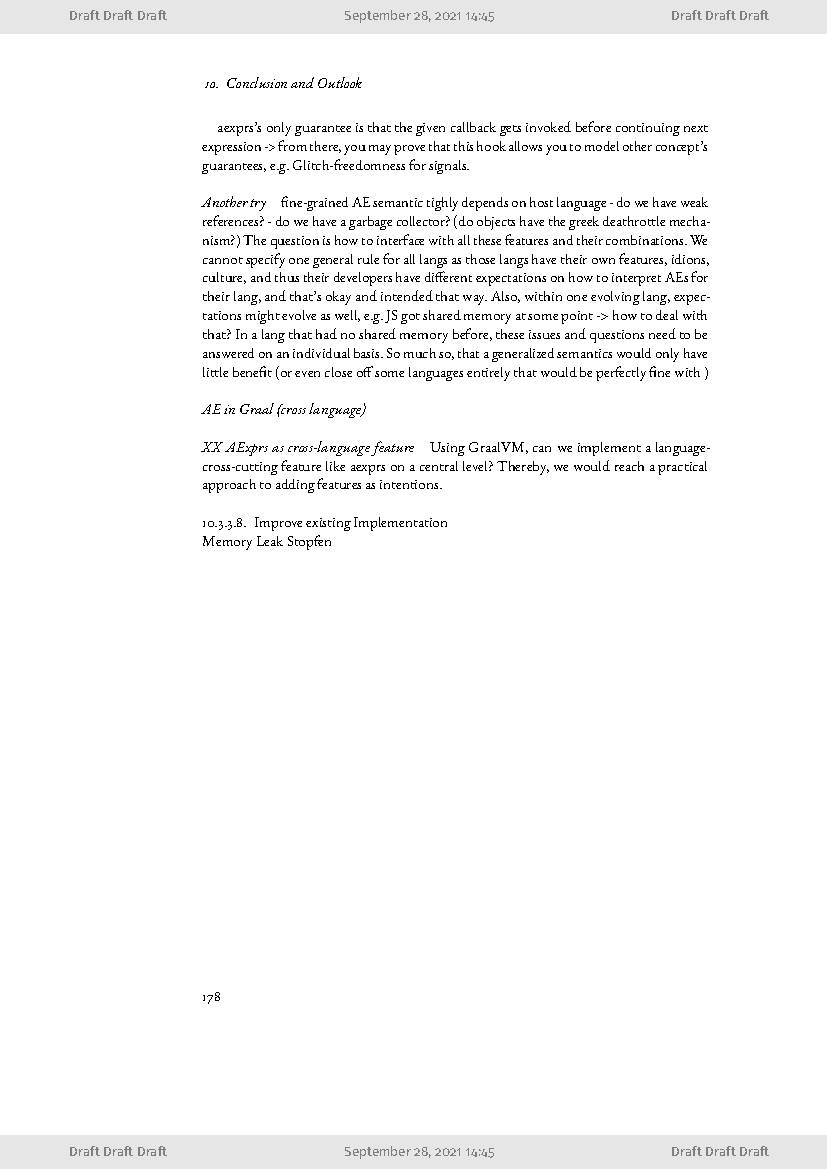 Draft Draft Draft September 28, 2021 14:45 Draft Draft Draft
10. Conclusion and Outlook
aexprs's only guarantee is that the given callback gets invoked before continuing next
expression -> from there, you may prove that this hook allows you to model other concept's
guarantees, e.g. Glitch-freedomness for signals.
Another try fine-grained AE semantic tighly depends on host language - do we have weak
references? - do we have a garbage collector? (do objects have the greek deathrottle mecha-
nism?) The question is how to interface with all these features and their combinations. We
cannot specify one general rule for all langs as those langs have their own features, idions,
culture, and thus their developers have different expectations on how to interpret AEs for
their lang, and that's okay and intended that way. Also, within one evolving lang, expec-
tations might evolve as well, e.g. JS got shared memory at some point -> how to deal with
that? In a lang that had no shared memory before, these issues and questions need to be
answered on an individual basis. So much so, that a generalized semantics would only have
little benefit (or even close off some languages entirely that would be perfectly fine with )
AE in Graal (cross language)
XX AExprs as cross-language feature Using GraalVM, can we implement a language-
cross-cutting feature like aexprs on a central level? Thereby, we would reach a practical
approach to adding features as intentions.
10.3.3.8. Improve existing Implementation
Memory Leak Stopfen
178
Draft Draft Draft September 28, 2021 14:45 Draft Draft Draft